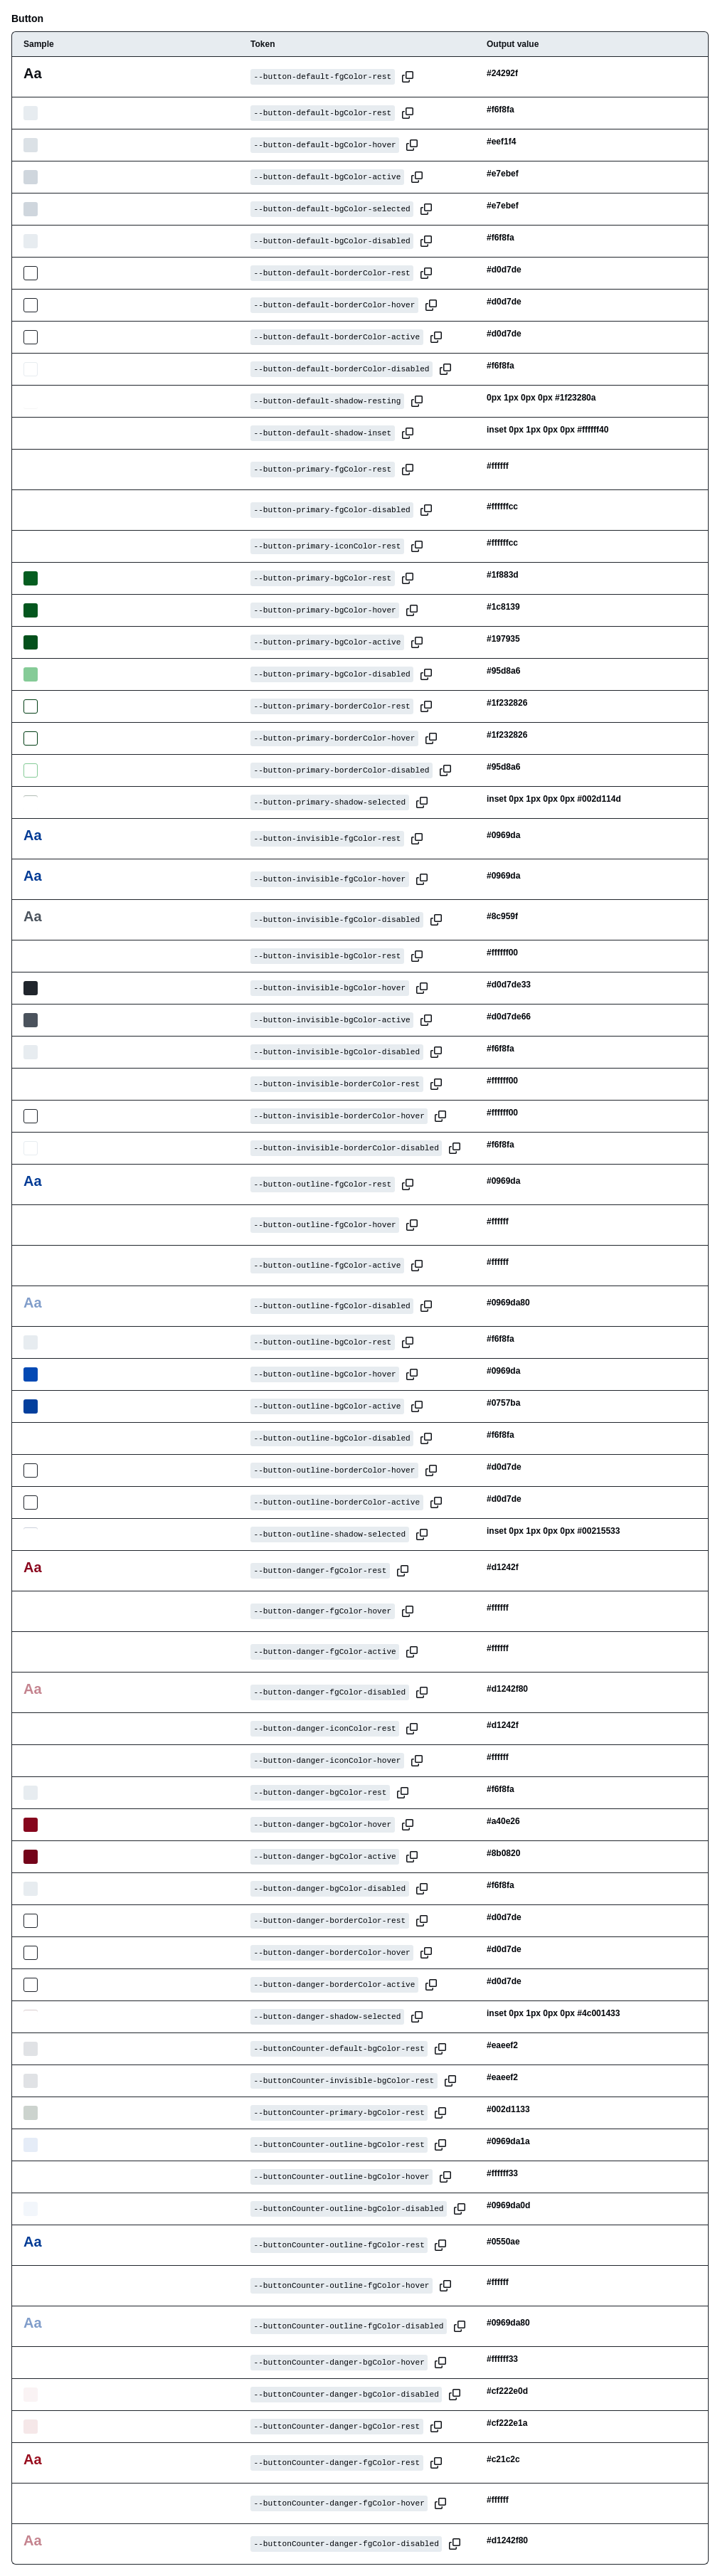 Button
Sample Token Output value
Aa --button-default-fgColor-rest #24292f
--button-default-bgColor-rest #f6f8fa
--button-default-bgColor-hover #eef1f4
--button-default-bgColor-active #e7ebef
--button-default-bgColor-selected #e7ebef
--button-default-bgColor-disabled #f6f8fa
--button-default-borderColor-rest #d0d7de
--button-default-borderColor-hover #d0d7de
--button-default-borderColor-active #d0d7de
--button-default-borderColor-disabled #f6f8fa
--button-default-shadow-resting 0px 1px 0px 0px #1f23280a
--button-default-shadow-inset inset 0px 1px 0px 0px #ffffff40
--button-primary-fgColor-rest #ffffff
--button-primary-fgColor-disabled #ffffffcc
--button-primary-iconColor-rest #ffffffcc
--button-primary-bgColor-rest #1f883d
--button-primary-bgColor-hover #1c8139
--button-primary-bgColor-active #197935
--button-primary-bgColor-disabled #95d8a6
--button-primary-borderColor-rest #1f232826
--button-primary-borderColor-hover #1f232826
--button-primary-borderColor-disabled #95d8a6
--button-primary-shadow-selected inset 0px 1px 0px 0px #002d114d
Aa --button-invisible-fgColor-rest #0969da
Aa --button-invisible-fgColor-hover #0969da
Aa --button-invisible-fgColor-disabled #8c959f
--button-invisible-bgColor-rest #ffffff00
--button-invisible-bgColor-hover #d0d7de33
--button-invisible-bgColor-active #d0d7de66
--button-invisible-bgColor-disabled #f6f8fa
--button-invisible-borderColor-rest #ffffff00
--button-invisible-borderColor-hover #ffffff00
--button-invisible-borderColor-disabled #f6f8fa
Aa --button-outline-fgColor-rest #0969da
--button-outline-fgColor-hover #ffffff
--button-outline-fgColor-active #ffffff
Aa --button-outline-fgColor-disabled #0969da80
--button-outline-bgColor-rest #f6f8fa
--button-outline-bgColor-hover #0969da
--button-outline-bgColor-active #0757ba
--button-outline-bgColor-disabled #f6f8fa
--button-outline-borderColor-hover #d0d7de
--button-outline-borderColor-active #d0d7de
--button-outline-shadow-selected inset 0px 1px 0px 0px #00215533
Aa --button-danger-fgColor-rest #d1242f
--button-danger-fgColor-hover #ffffff
--button-danger-fgColor-active #ffffff
Aa --button-danger-fgColor-disabled #d1242f80
--button-danger-iconColor-rest #d1242f
--button-danger-iconColor-hover #ffffff
--button-danger-bgColor-rest #f6f8fa
--button-danger-bgColor-hover #a40e26
--button-danger-bgColor-active #8b0820
--button-danger-bgColor-disabled #f6f8fa
--button-danger-borderColor-rest #d0d7de
--button-danger-borderColor-hover #d0d7de
--button-danger-borderColor-active #d0d7de
--button-danger-shadow-selected inset 0px 1px 0px 0px #4c001433
--buttonCounter-default-bgColor-rest #eaeef2
--buttonCounter-invisible-bgColor-rest #eaeef2
--buttonCounter-primary-bgColor-rest #002d1133
--buttonCounter-outline-bgColor-rest #0969da1a
--buttonCounter-outline-bgColor-hover #ffffff33
--buttonCounter-outline-bgColor-disabled #0969da0d
Aa --buttonCounter-outline-fgColor-rest #0550ae
--buttonCounter-outline-fgColor-hover #ffffff
Aa --buttonCounter-outline-fgColor-disabled #0969da80
--buttonCounter-danger-bgColor-hover #ffffff33
--buttonCounter-danger-bgColor-disabled #cf222e0d
--buttonCounter-danger-bgColor-rest #cf222e1a
Aa --buttonCounter-danger-fgColor-rest #c21c2c
--buttonCounter-danger-fgColor-hover #ffffff
Aa --buttonCounter-danger-fgColor-disabled #d1242f80